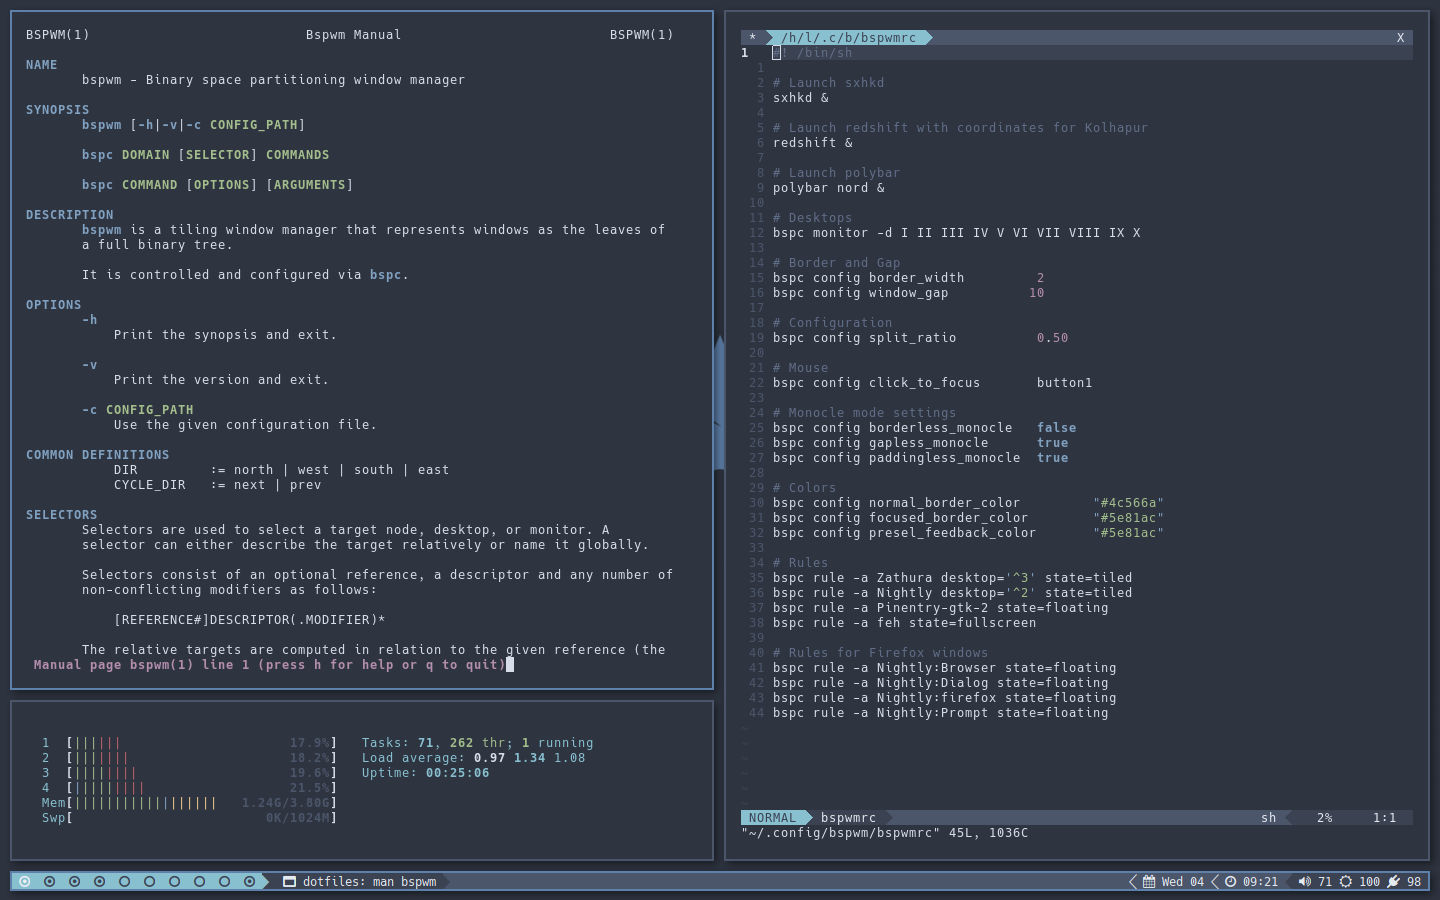 BSPWM(1)                           Bspwm Manual                          BSPWM(1)
NAME
       bspwm - Binary space partitioning window manager
SYNOPSIS
       bspwm [-h|-v|-c CONFIG_PATH]
       bspc DOMAIN [SELECTOR] COMMANDS
       bspc COMMAND [OPTIONS] [ARGUMENTS]
DESCRIPTION
       bspwm is a tiling window manager that represents windows as the leaves of
       a full binary tree.
       It is controlled and configured via bspc.
OPTIONS
       -h
           Print the synopsis and exit.
       -v
           Print the version and exit.
       -c CONFIG_PATH
           Use the given configuration file.
COMMON DEFINITIONS
           DIR         := north | west | south | east
           CYCLE_DIR   := next | prev
SELECTORS
       Selectors are used to select a target node, desktop, or monitor. A
       selector can either describe the target relatively or name it globally.
       Selectors consist of an optional reference, a descriptor and any number of
       non-conflicting modifiers as follows:
           [REFERENCE#]DESCRIPTOR(.MODIFIER)*
       The relative targets are computed in relation to the given reference (the
 Manual page bspwm(1) line 1 (press h for help or q to quit)
1  [||||||                     17.9%]   Tasks: 71, 262 thr; 1 running
2  [|||||||                    18.2%]   Load average: 0.97 1.34 1.08
3  [||||||||                   19.6%]   Uptime: 00:25:06
4  [|||||||||                  21.5%]
Mem[||||||||||||||||||   1.24G/3.80G]
Swp[                        0K/1024M]
* /h/l/.c/b/bspwmrc X
1   #! /bin/sh
1
2 # Launch sxhkd
3 sxhkd &
4
5 # Launch redshift with coordinates for Kolhapur
6 redshift &
7
8 # Launch polybar
9 polybar nord &
10
11 # Desktops
12 bspc monitor -d I II III IV V VI VII VIII IX X
13
14 # Border and Gap
15 bspc config border_width         2
16 bspc config window_gap          10
17
18 # Configuration
19 bspc config split_ratio          0.50
20
21 # Mouse
22 bspc config click_to_focus       button1
23
24 # Monocle mode settings
25 bspc config borderless_monocle   false
26 bspc config gapless_monocle      true
27 bspc config paddingless_monocle  true
28
29 # Colors
30 bspc config normal_border_color         "#4c566a"
31 bspc config focused_border_color        "#5e81ac"
32 bspc config presel_feedback_color       "#5e81ac"
33
34 # Rules
35 bspc rule -a Zathura desktop='^3' state=tiled
36 bspc rule -a Nightly desktop='^2' state=tiled
37 bspc rule -a Pinentry-gtk-2 state=floating
38 bspc rule -a feh state=fullscreen
39
40 # Rules for Firefox windows
41 bspc rule -a Nightly:Browser state=floating
42 bspc rule -a Nightly:Dialog state=floating
43 bspc rule -a Nightly:firefox state=floating
44 bspc rule -a Nightly:Prompt state=floating
~
~
~
~
~
~
NORMAL bspwmrc sh 2% 1:1
"~/.config/bspwm/bspwmrc" 45L, 1036C
dotfiles: man bspwm Wed 04 09:21 71 100 98